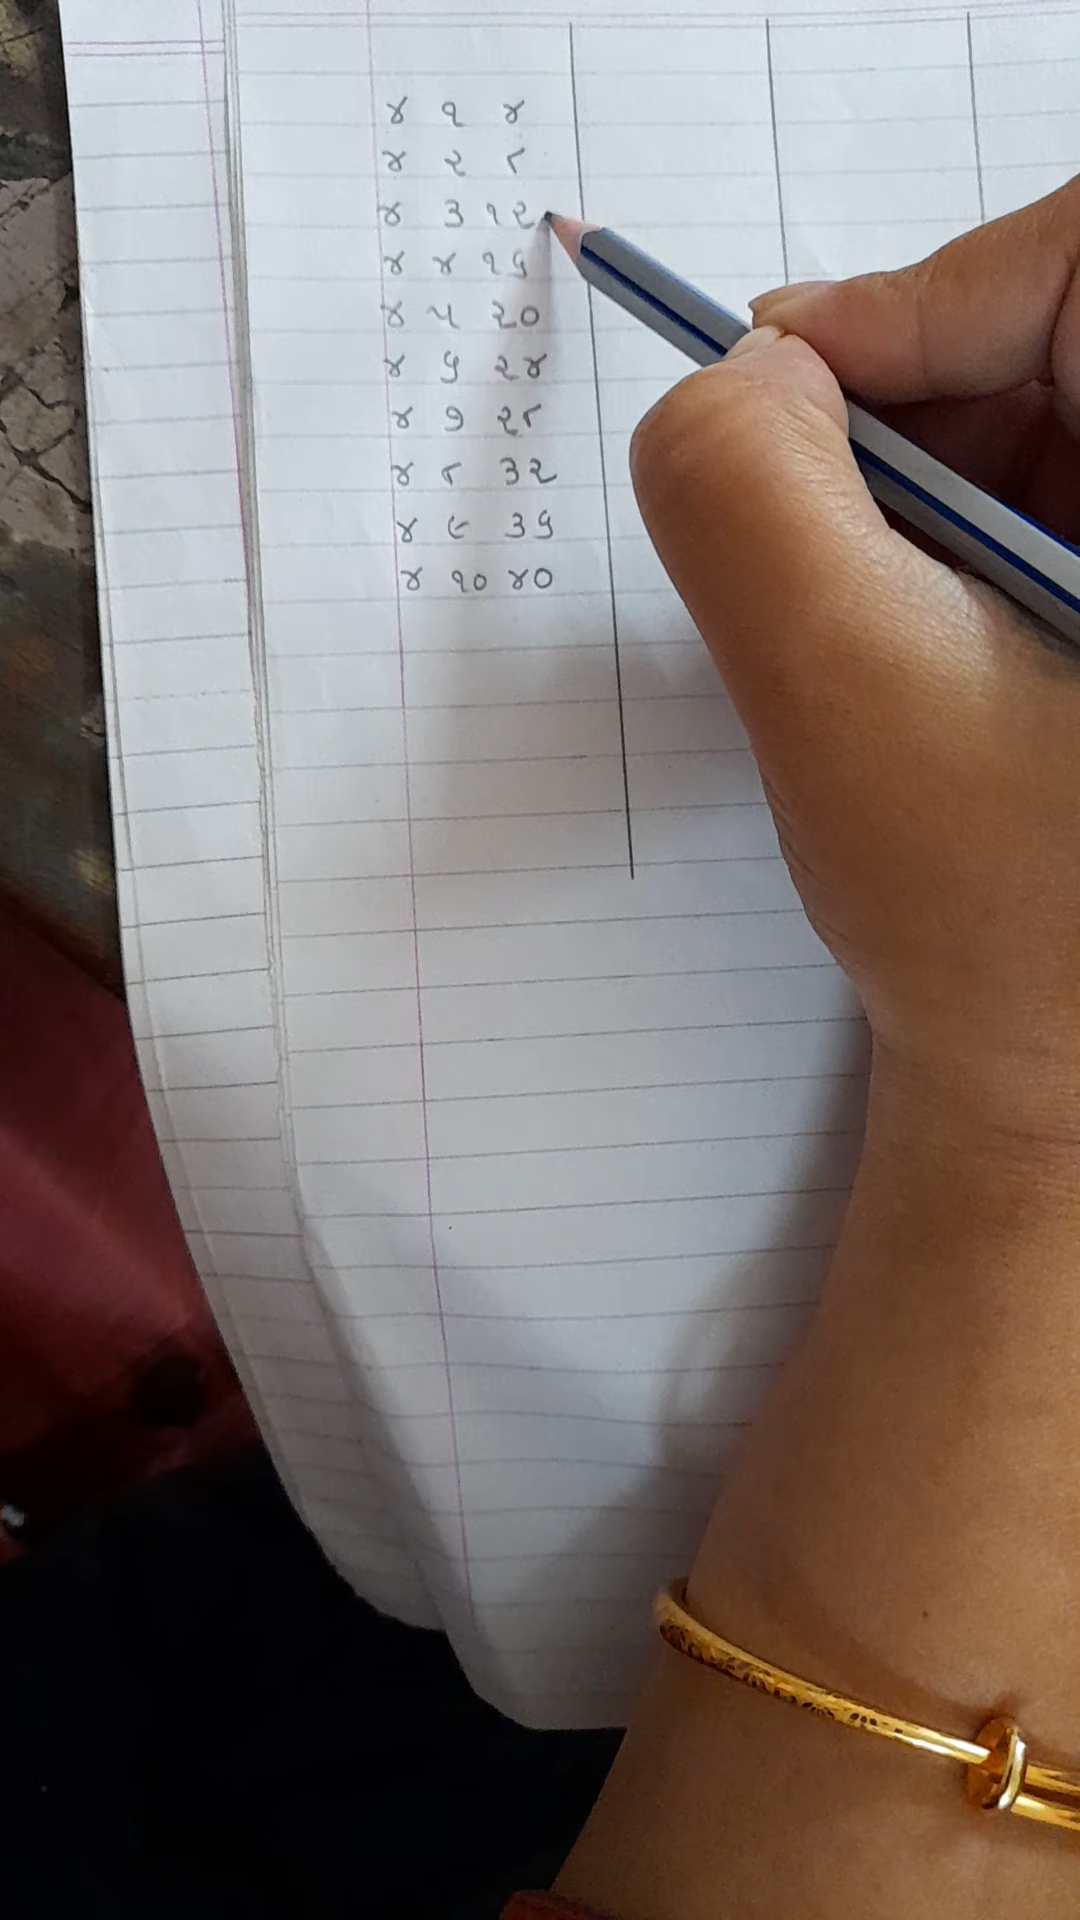 ૪ ૧ ૪
૪ ૨ ૮
૪ ૩ ૧૨
૪ ૪ ૧૬
૪ ૫ ૨૦
૪ ૬ ૨૪
૪ ૭ ૨૮
૪ ૮ ૩૨
૪ ૯ ૩૬
૪ ૧૦ ૪૦